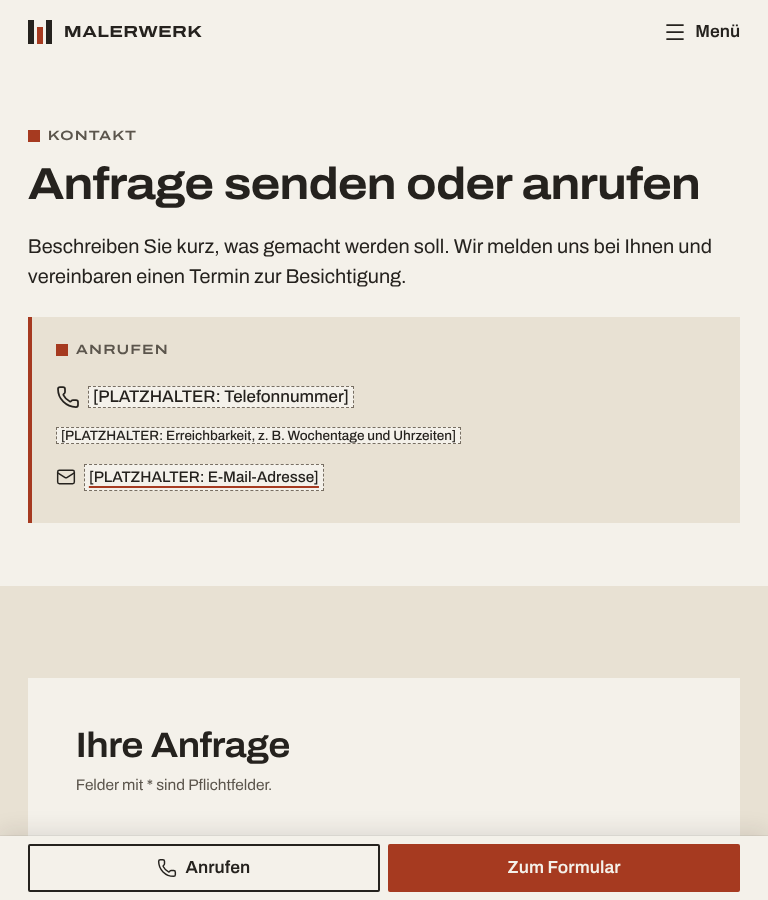 MALERWERK
Menü
KONTAKT
Anfrage senden oder anrufen
Beschreiben Sie kurz, was gemacht werden soll. Wir melden uns bei Ihnen und
vereinbaren einen Termin zur Besichtigung.
ANRUFEN
[PLATZHALTER: Telefonnummer]
[PLATZHALTER: Erreichbarkeit, z. B. Wochentage und Uhrzeiten]
[PLATZHALTER: E-Mail-Adresse]
Ihre Anfrage
Felder mit * sind Pflichtfelder.
Anrufen
Zum Formular